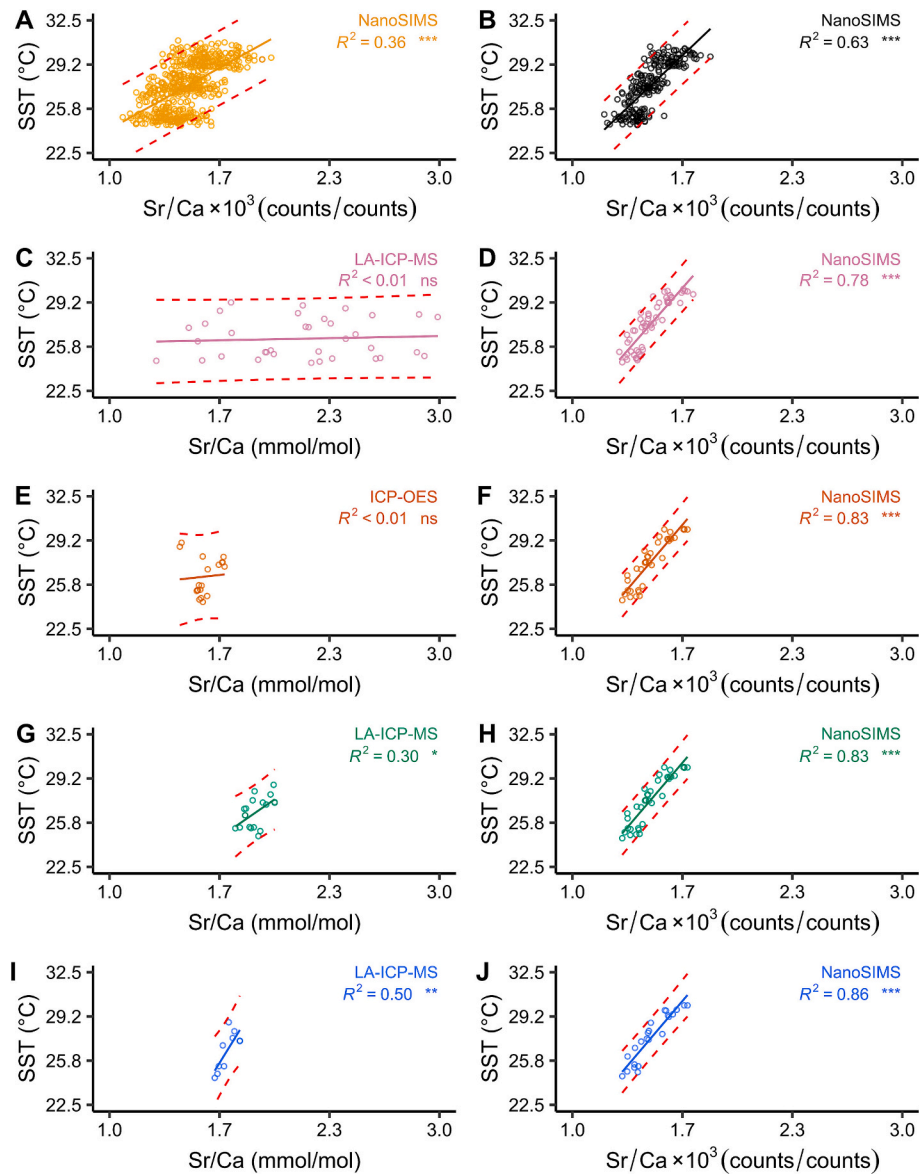 A
NanoSIMS
R² = 0.36 ***
SST (°C)
32.5
29.2
25.8
22.5
1.0 1.7 2.3 3.0
Sr/Ca ×10³ (counts/counts)
B
NanoSIMS
R² = 0.63 ***
SST (°C)
32.5
29.2
25.8
22.5
1.0 1.7 2.3 3.0
Sr/Ca ×10³ (counts/counts)
C
LA-ICP-MS
R² < 0.01 ns
SST (°C)
32.5
29.2
25.8
22.5
1.0 1.7 2.3 3.0
Sr/Ca (mmol/mol)
D
NanoSIMS
R² = 0.78 ***
SST (°C)
32.5
29.2
25.8
22.5
1.0 1.7 2.3 3.0
Sr/Ca ×10³ (counts/counts)
E
ICP-OES
R² < 0.01 ns
SST (°C)
32.5
29.2
25.8
22.5
1.0 1.7 2.3 3.0
Sr/Ca (mmol/mol)
F
NanoSIMS
R² = 0.83 ***
SST (°C)
32.5
29.2
25.8
22.5
1.0 1.7 2.3 3.0
Sr/Ca ×10³ (counts/counts)
G
LA-ICP-MS
R² = 0.30 *
SST (°C)
32.5
29.2
25.8
22.5
1.0 1.7 2.3 3.0
Sr/Ca (mmol/mol)
H
NanoSIMS
R² = 0.83 ***
SST (°C)
32.5
29.2
25.8
22.5
1.0 1.7 2.3 3.0
Sr/Ca ×10³ (counts/counts)
I
LA-ICP-MS
R² = 0.50 **
SST (°C)
32.5
29.2
25.8
22.5
1.0 1.7 2.3 3.0
Sr/Ca (mmol/mol)
J
NanoSIMS
R² = 0.86 ***
SST (°C)
32.5
29.2
25.8
22.5
1.0 1.7 2.3 3.0
Sr/Ca ×10³ (counts/counts)